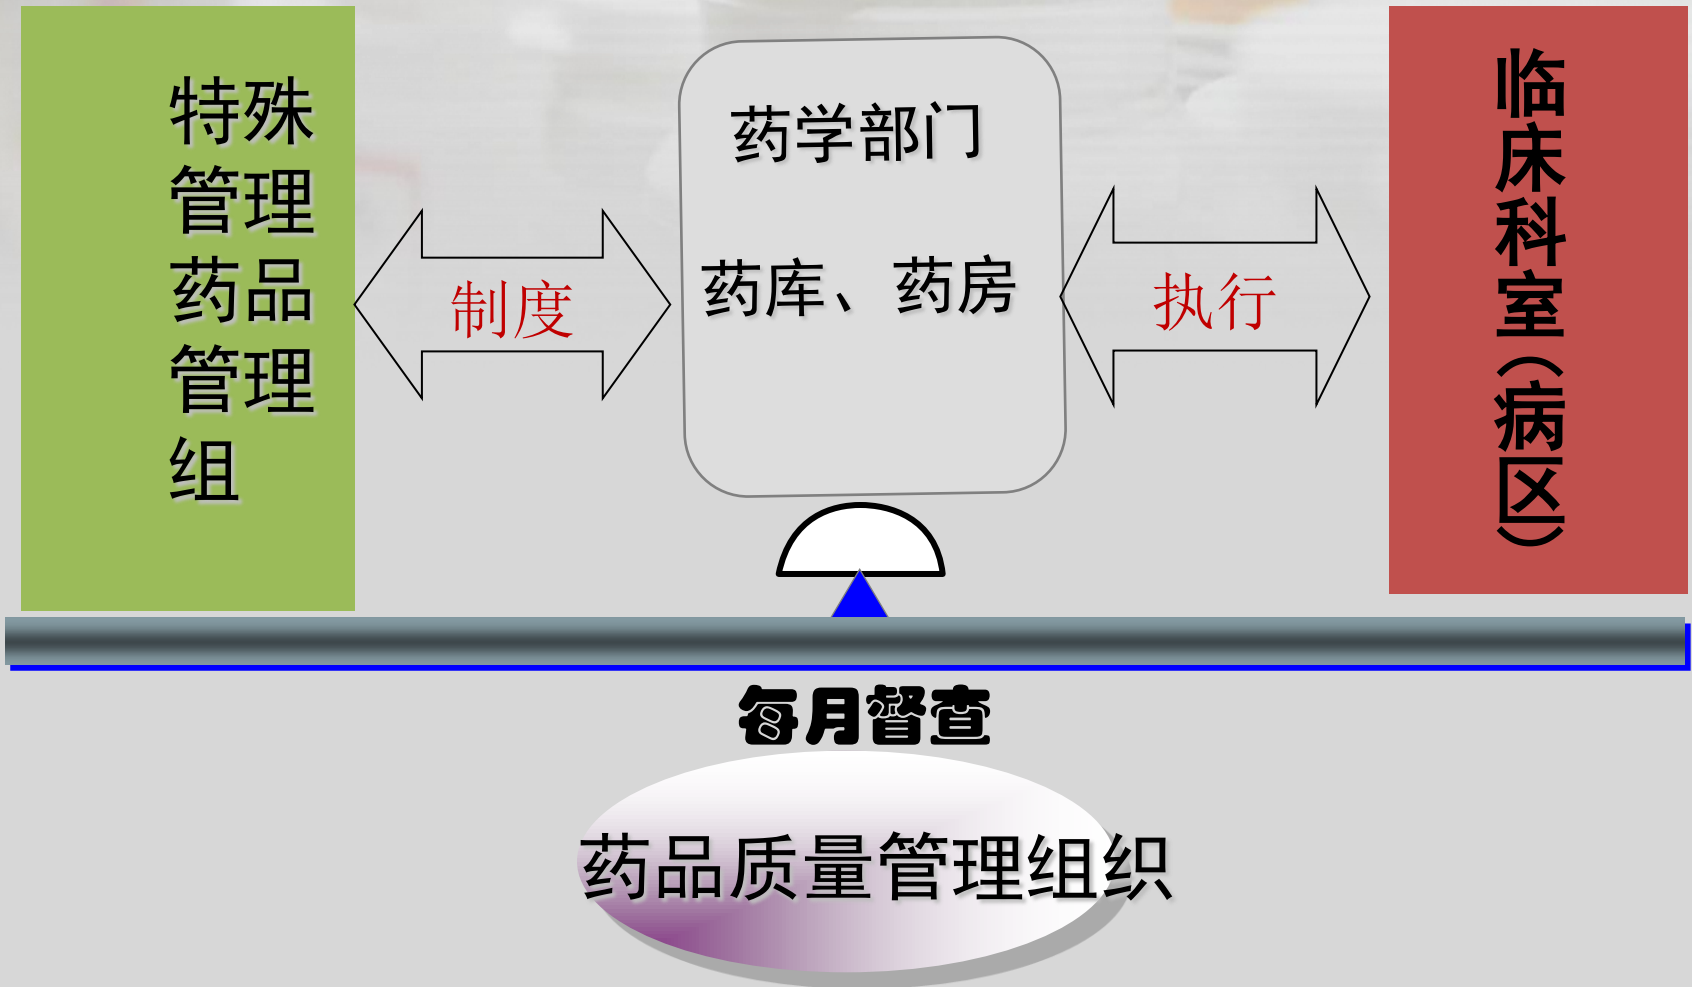 特殊
管理
药品
管理
组
制度
药学部门
药库、药房
执行
临床科室（病区）
每月督查
药品质量管理组织